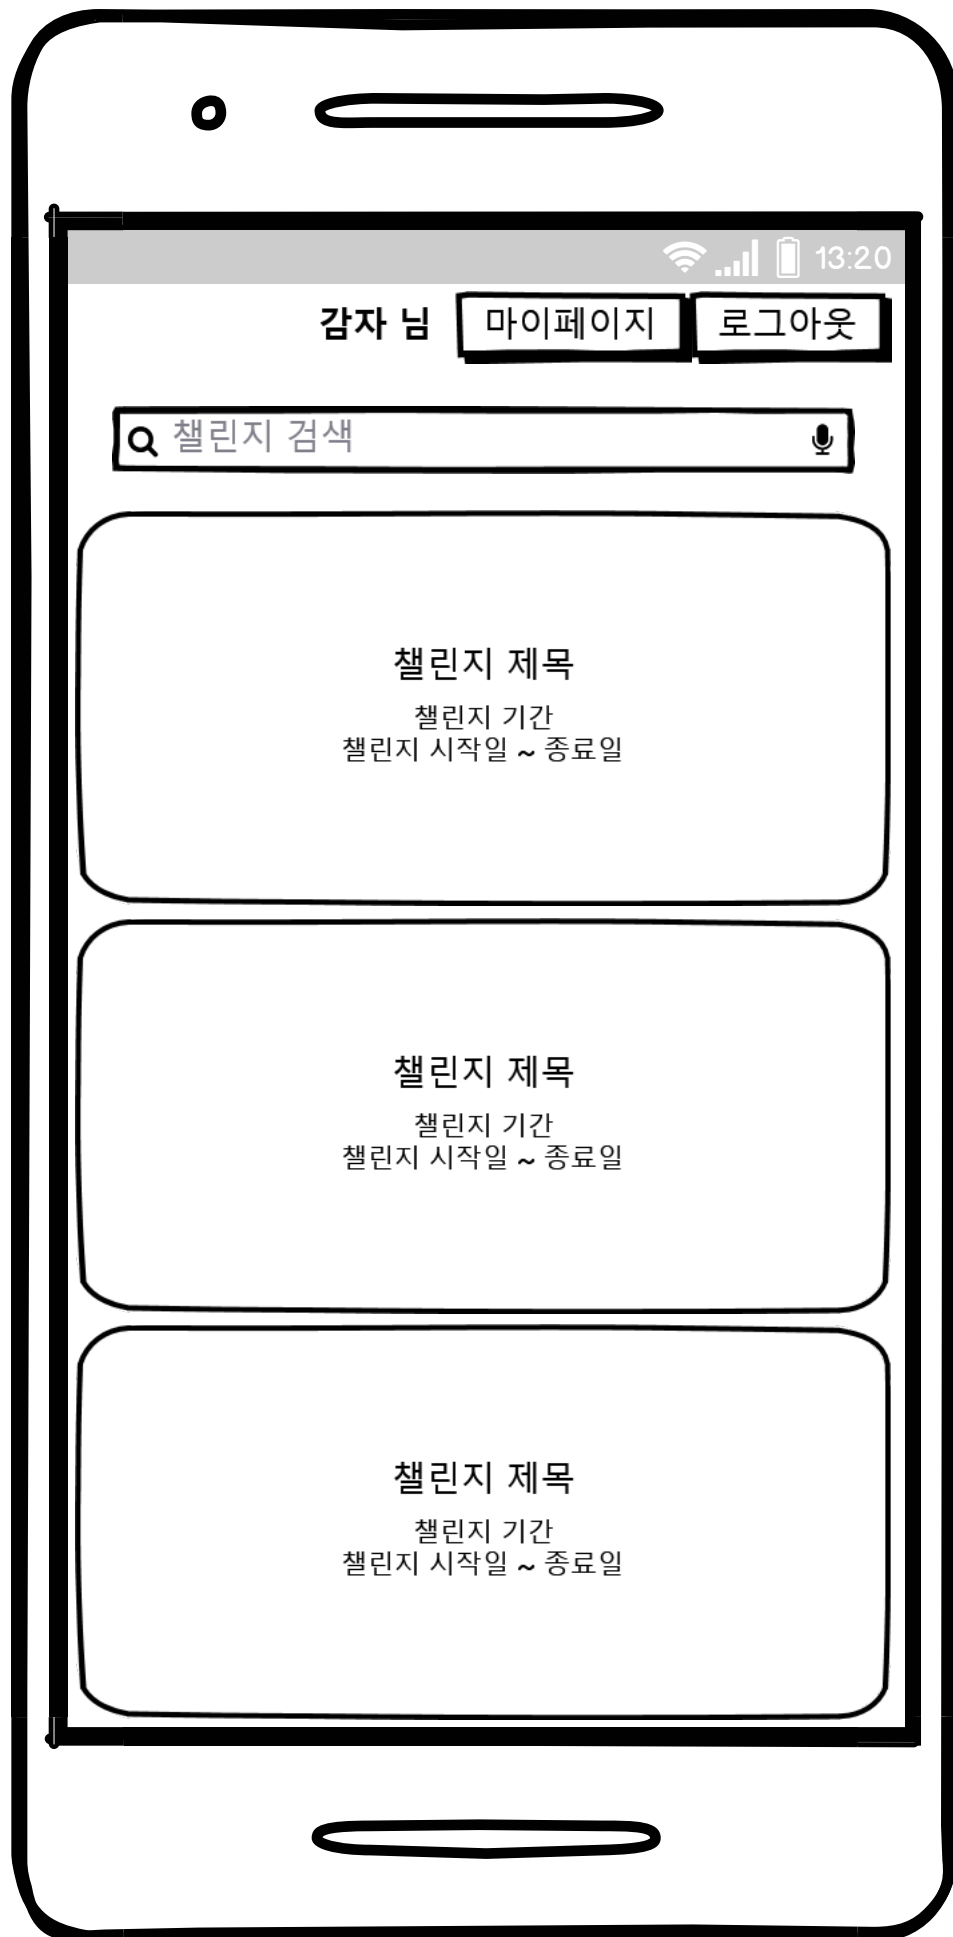 13:20
감자 님 마이페이지 로그아웃
챌린지 검색
챌린지 제목
챌린지 기간
챌린지 시작일 ~ 종료일
챌린지 제목
챌린지 기간
챌린지 시작일 ~ 종료일
챌린지 제목
챌린지 기간
챌린지 시작일 ~ 종료일